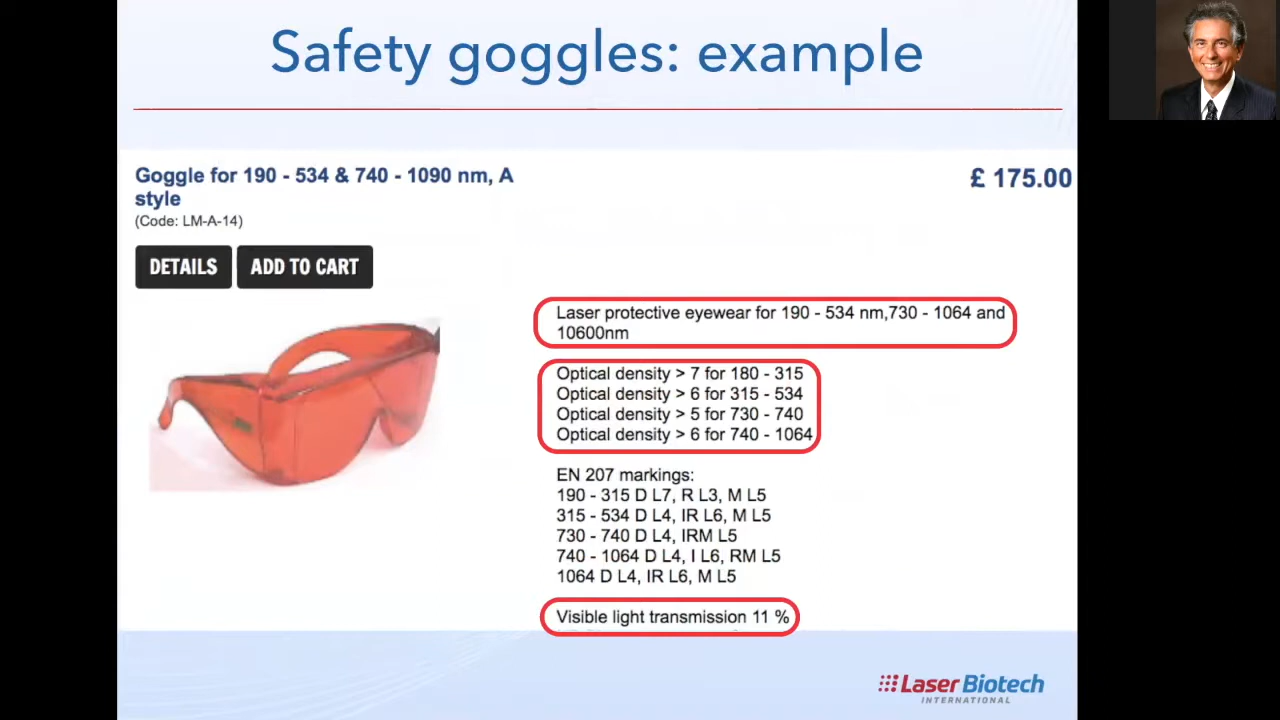 Safety goggles: example
Goggle for 190 - 534 & 740 - 1090 nm, A
style
(Code: LM-A-14)
£ 175.00
DETAILS
ADD TO CART
Laser protective eyewear for 190 - 534 nm,730 - 1064 and
10600nm
Optical density > 7 for 180 - 315
Optical density > 6 for 315 - 534
Optical density > 5 for 730 - 740
Optical density > 6 for 740 - 1064
EN 207 markings:
190 - 315 D L7, R L3, M L5
315 - 534 D L4, IR L6, M L5
730 - 740 D L4, IRM L5
740 - 1064 D L4, I L6, RM L5
1064 D L4, IR L6, M L5
Visible light transmission 11 %
Laser Biotech
INTERNATIONAL